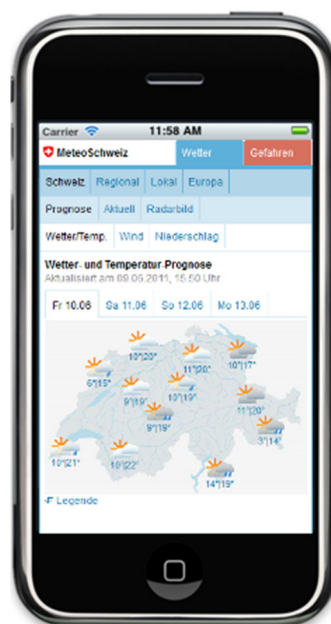 Carrier 11:58 AM
MeteoSchweiz Wetter Gefahren
Schweiz Regional Lokal Europa
Prognose Aktuell Radarbild
Wetter/Temp. Wind Niederschlag
Wetter- und Temperatur-Prognose
Aktualisiert am 09.06.2011, 15:50 Uhr
Fr 10.06 Sa 11.06 So 12.06 Mo 13.06
10°|20°
11°|20°
10°|17°
6°|15°
9°|19°
10°|19°
11°|20°
9°|19°
3°|14°
10°|21°
10°|22°
14°|19°
Legende